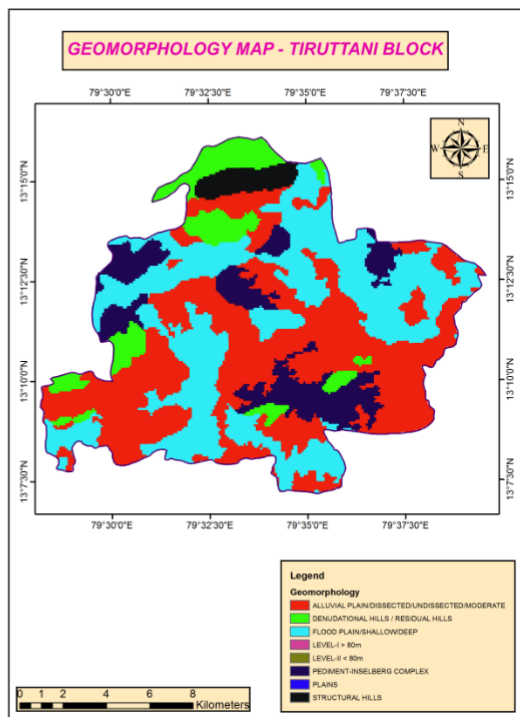 GEOMORPHOLOGY MAP - TIRUTTANI BLOCK
79°30'0"E 79°32'30"E 79°35'0"E 79°37'30"E
N
W E
S
13°15'0"N 13°15'0"N
13°12'30"N 13°12'30"N
13°10'0"N 13°10'0"N
13°7'30"N 13°7'30"N
79°30'0"E 79°32'30"E 79°35'0"E 79°37'30"E
Legend
Geomorphology
ALLUVIAL PLAIN/DISSECTED/UNDISSECTED/MODERATE
DENUDATIONAL HILLS / RESIDUAL HILLS
FLOOD PLAIN/SHALLOW/DEEP
LEVEL-I > 80m
LEVEL-II < 80m
PEDIMENT-INSELBERG COMPLEX
PLAINS
STRUCTURAL HILLS
0 1 2 4 6 8
Kilometers